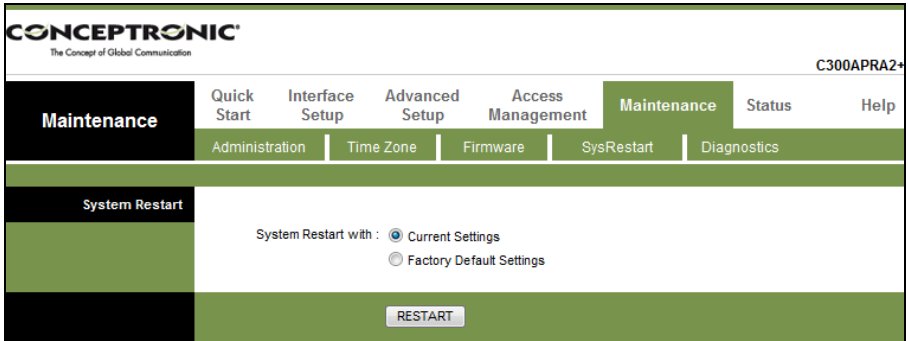 CONCEPTRONIC®
The Concept of Global Communication
C300APRA2+
Maintenance
Quick Start
Interface Setup
Advanced Setup
Access Management
Maintenance
Status
Help
Administration
Time Zone
Firmware
SysRestart
Diagnostics
System Restart
System Restart with : Current Settings
Factory Default Settings
RESTART